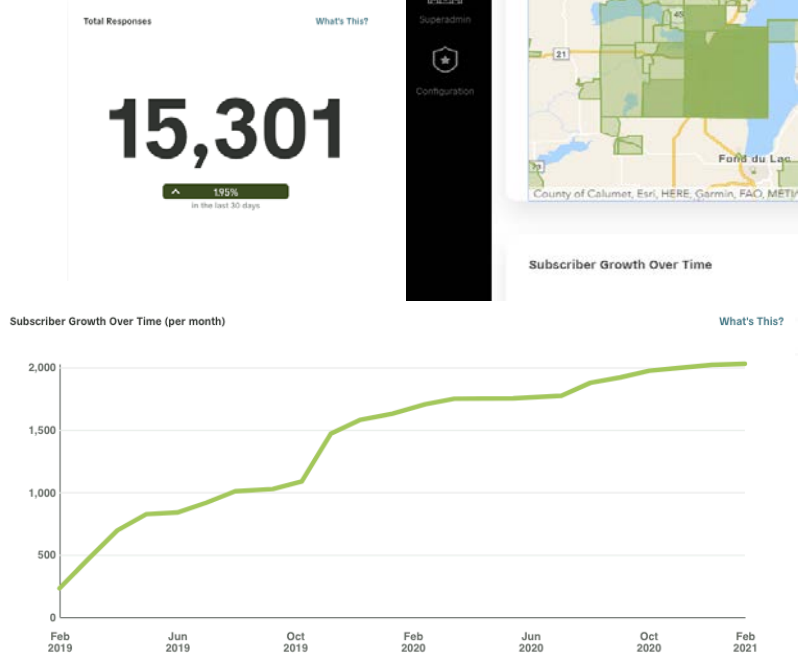 Total Responses
What's This?
15,301
1.95%
in the last 30 days
Superadmin
Configuration
45
21
Fond du Lac
County of Calumet, Esri, HERE, Garmin, FAO, METI/
Subscriber Growth Over Time
Subscriber Growth Over Time (per month)
What's This?
2,000
1,500
1,000
500
0
Feb 2019
Jun 2019
Oct 2019
Feb 2020
Jun 2020
Oct 2020
Feb 2021